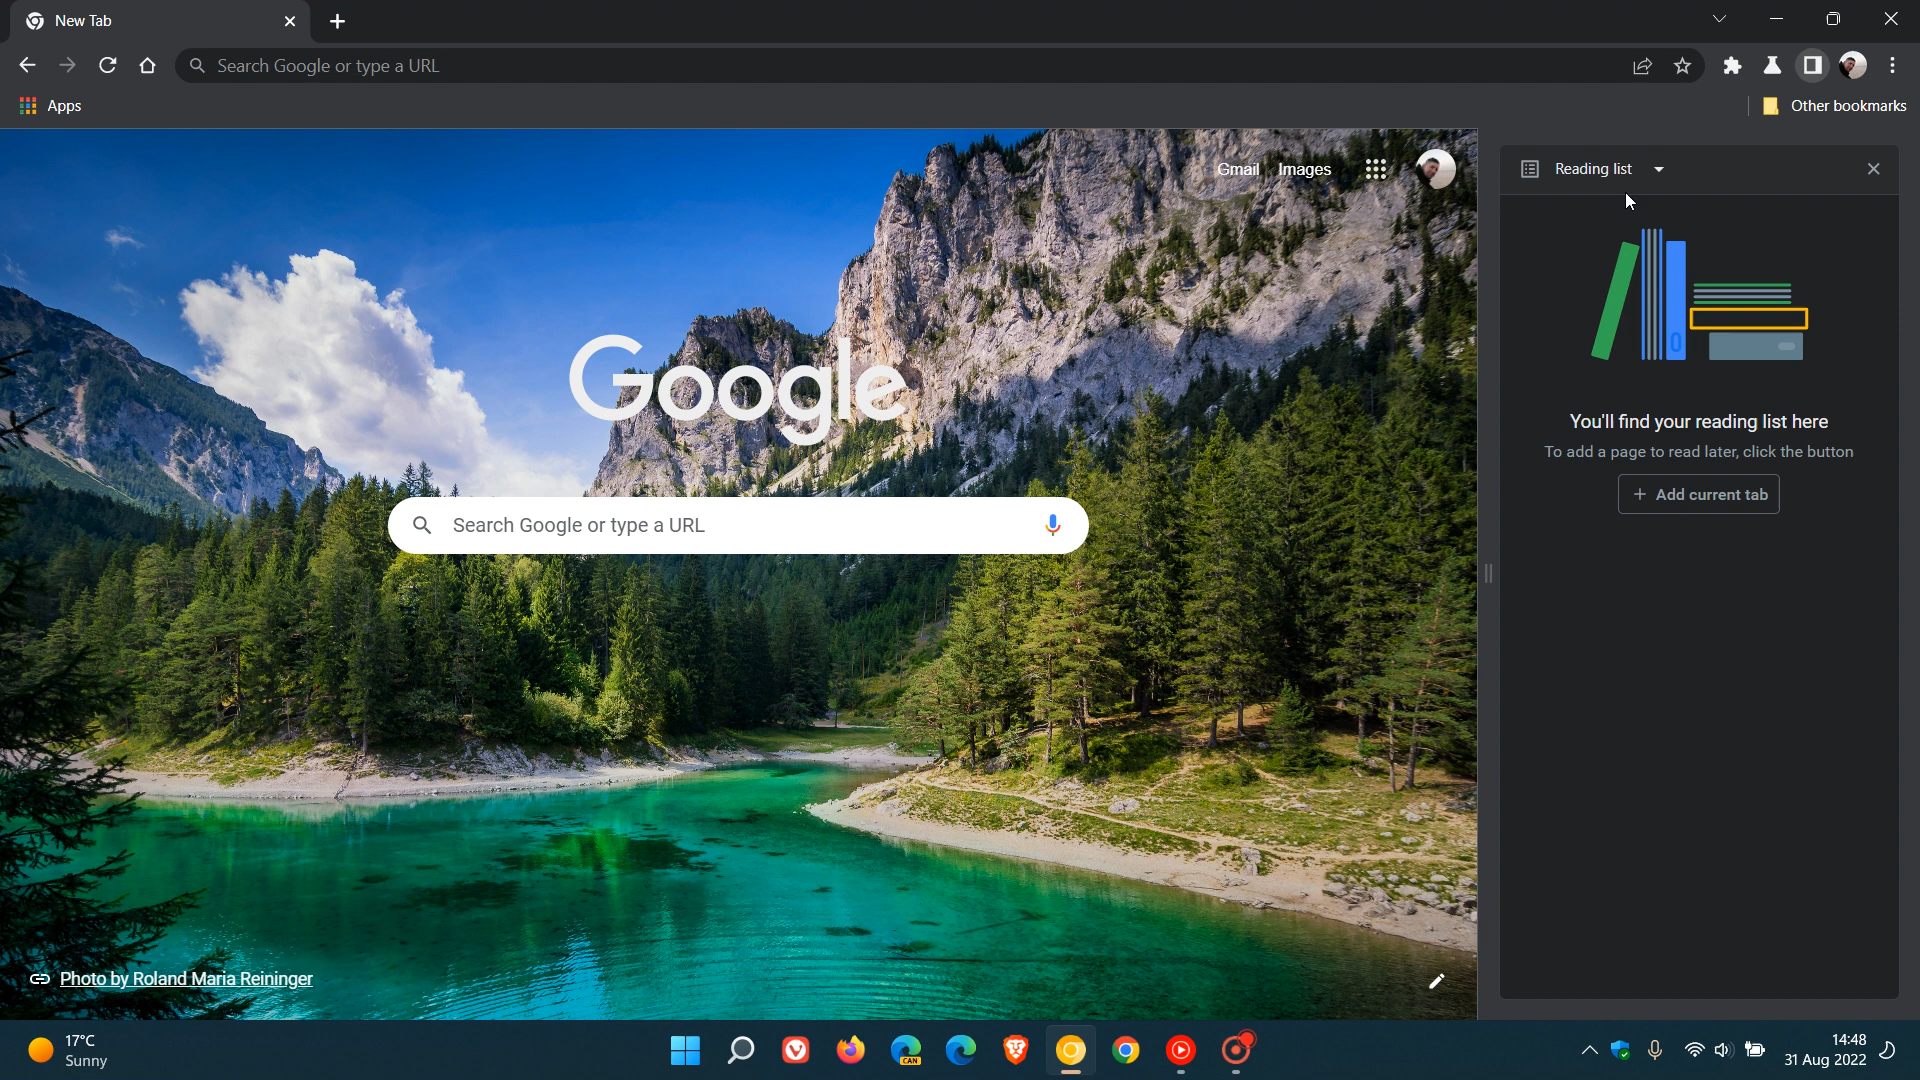 New Tab
Search Google or type a URL
Apps
Other bookmarks
Gmail Images
Reading list
Google
You'll find your reading list here
To add a page to read later, click the button
+ Add current tab
Search Google or type a URL
Photo by Roland Maria Reininger
17°C
Sunny
CAN
14:48
31 Aug 2022